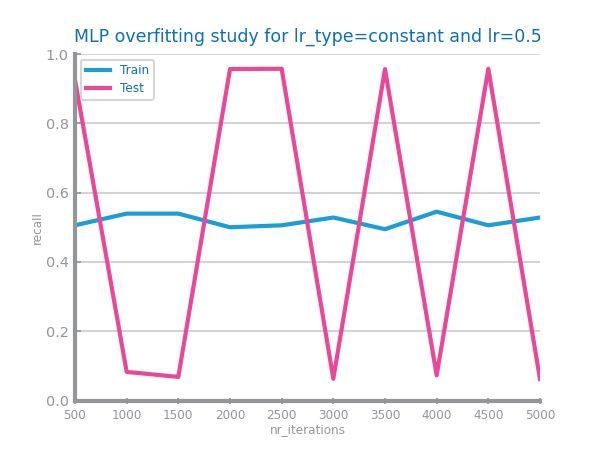 MLP overfitting study for lr_type=constant and lr=0.5
Train
Test
1.0
0.8
0.6
0.4
0.2
0.0
recall
500 1000 1500 2000 2500 3000 3500 4000 4500 5000
nr_iterations